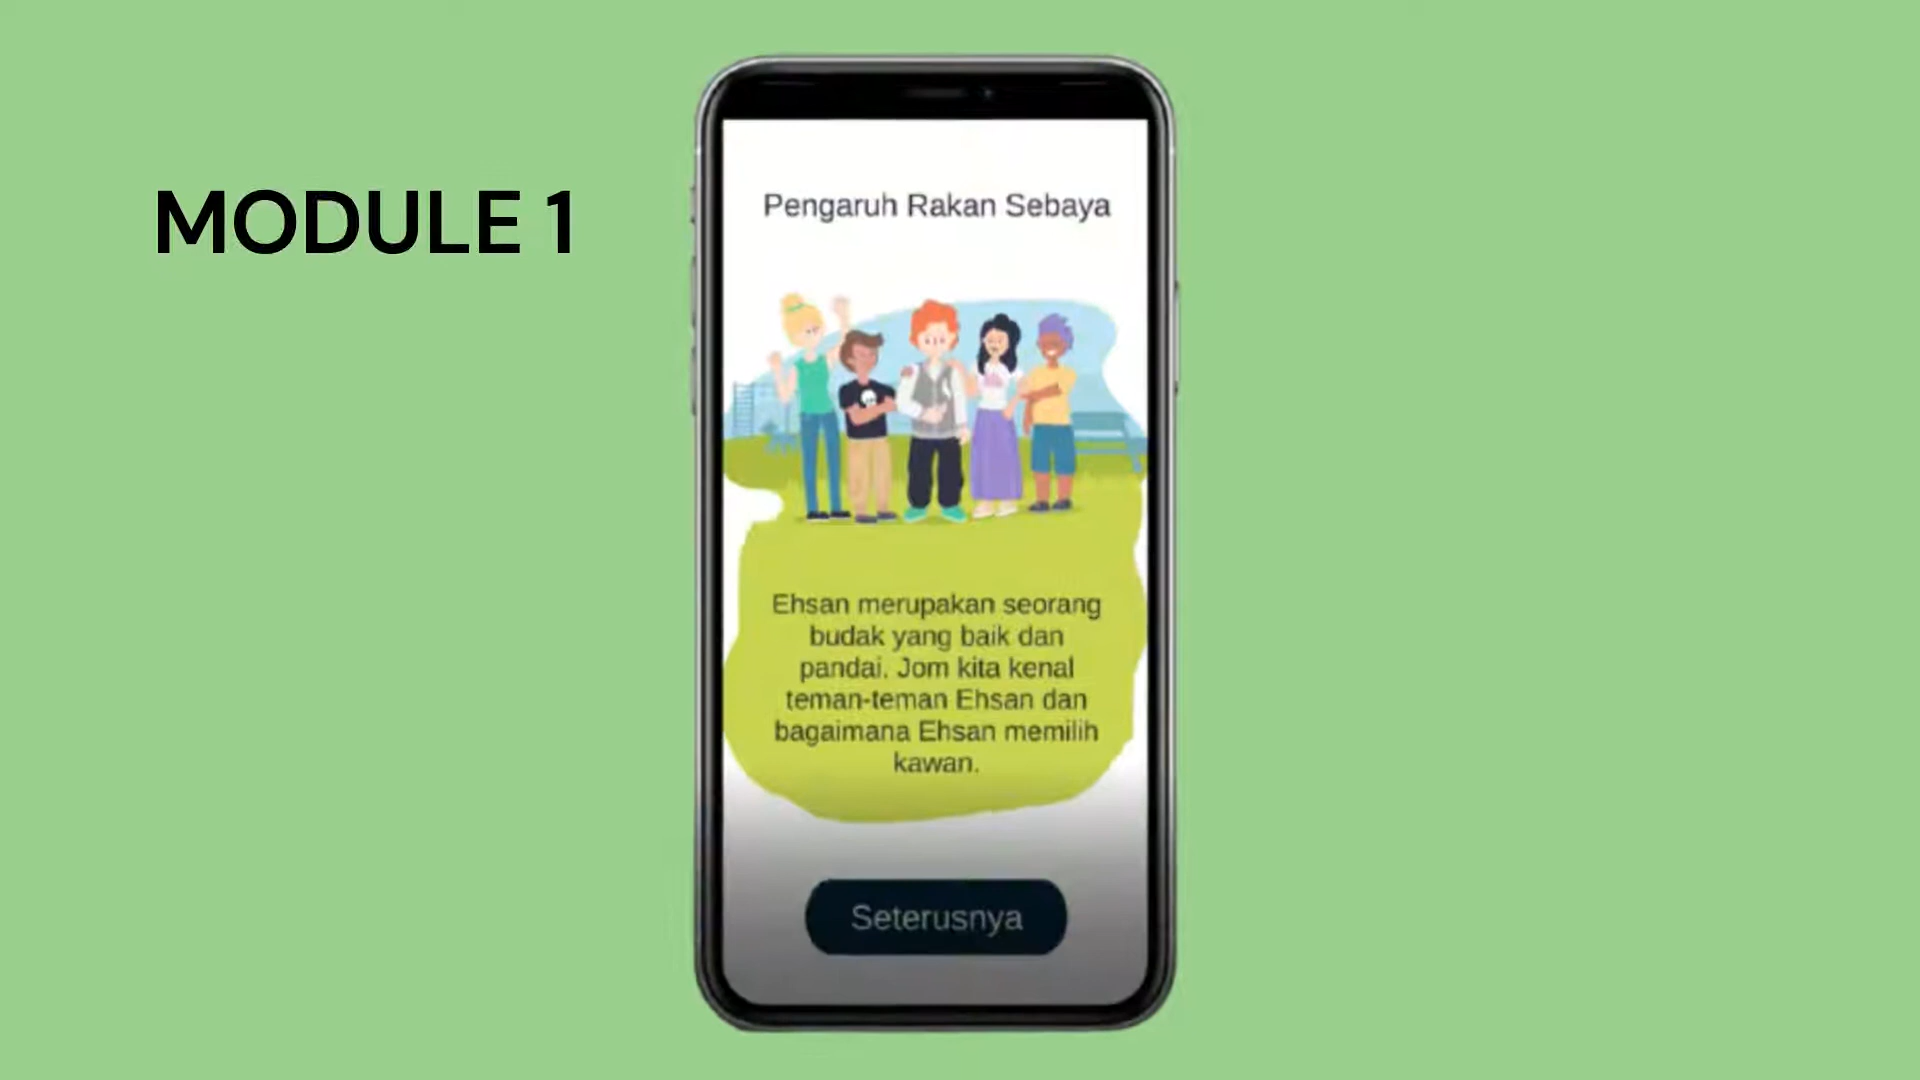 MODULE 1
Pengaruh Rakan Sebaya
Ehsan merupakan seorang
budak yang baik dan
pandai. Jom kita kenal
teman-teman Ehsan dan
bagaimana Ehsan memilih
kawan.
Seterusnya